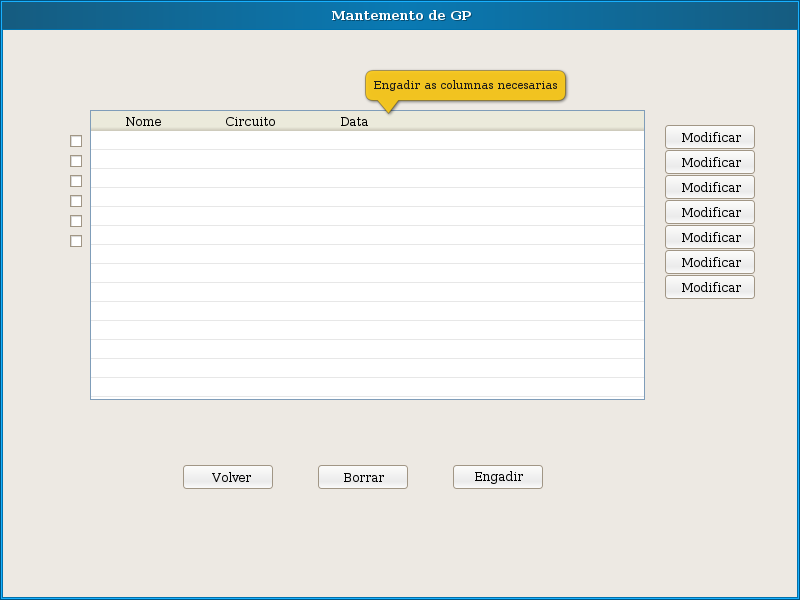 Mantemento de GP
Engadir as columnas necesarias
Nome Circuito Data
Modificar
Modificar
Modificar
Modificar
Modificar
Modificar
Modificar
Volver Borrar Engadir